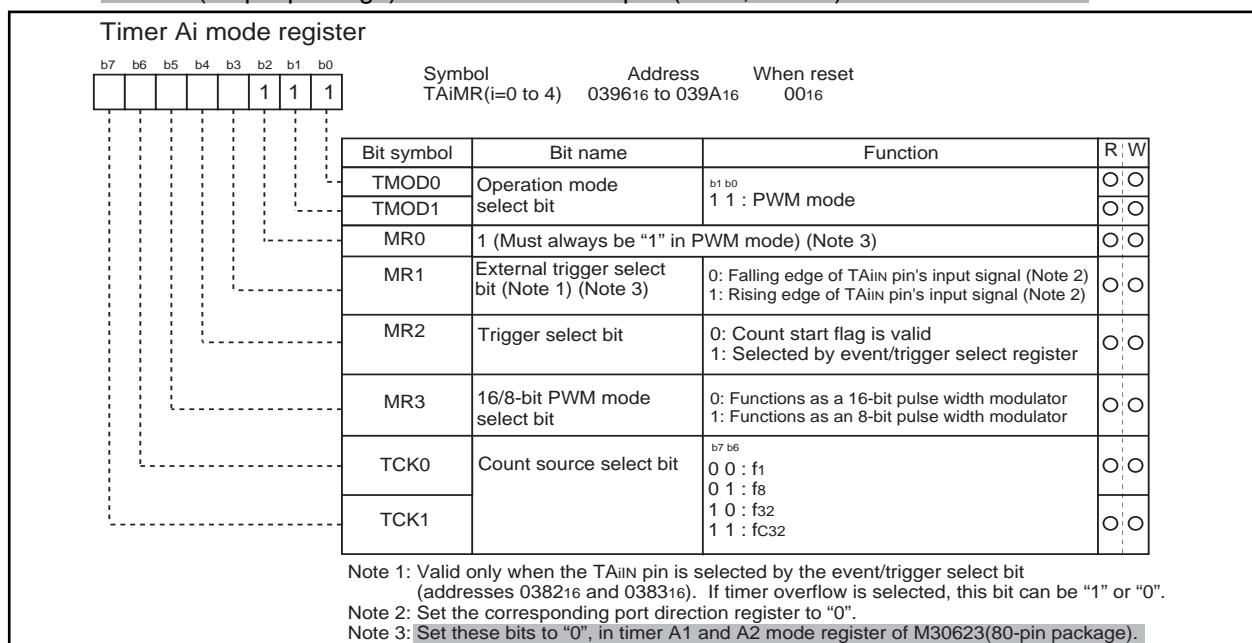 Timer Ai mode register
b7 b6 b5 b4 b3 b2 b1 b0
1 1 1
Symbol Address When reset
TAiMR(i=0 to 4) 039616 to 039A16 0016
Bit symbol Bit name Function R W
TMOD0 Operation mode select bit b1 b0
TMOD1 1 1 : PWM mode
MR0 1 (Must always be “1” in PWM mode) (Note 3)
MR1 External trigger select bit (Note 1) (Note 3)
0: Falling edge of TAiIN pin's input signal (Note 2)
1: Rising edge of TAiIN pin's input signal (Note 2)
MR2 Trigger select bit
0: Count start flag is valid
1: Selected by event/trigger select register
MR3 16/8-bit PWM mode select bit
0: Functions as a 16-bit pulse width modulator
1: Functions as an 8-bit pulse width modulator
TCK0 Count source select bit
b7 b6
0 0 : f1
0 1 : f8
TCK1
1 0 : f32
1 1 : fC32
Note 1: Valid only when the TAiIN pin is selected by the event/trigger select bit
(addresses 038216 and 038316). If timer overflow is selected, this bit can be “1” or “0”.
Note 2: Set the corresponding port direction register to “0”.
Note 3: Set these bits to “0”, in timer A1 and A2 mode register of M30623(80-pin package).